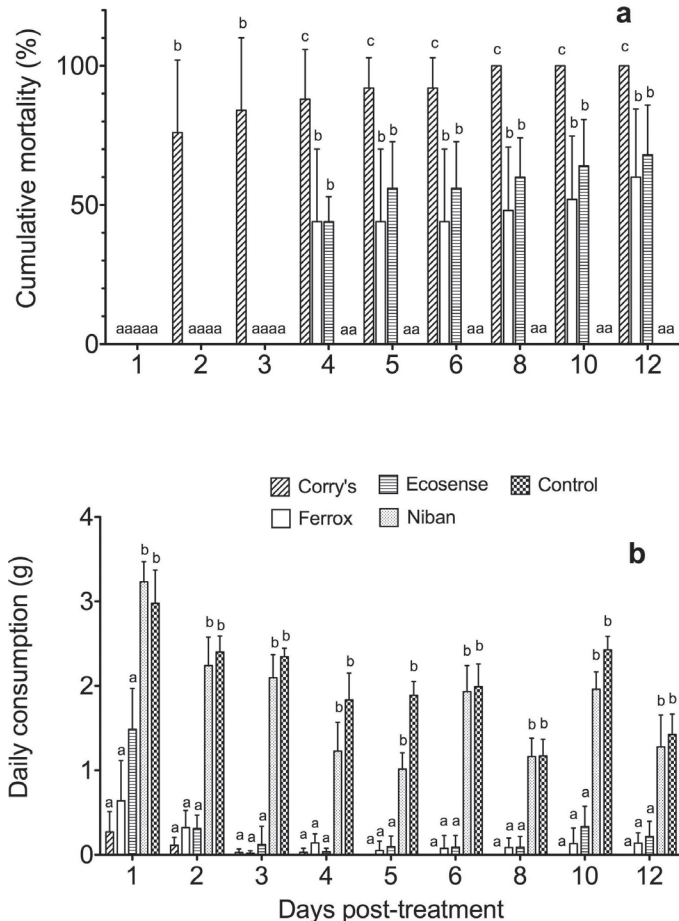 a
Cumulative mortality (%)
100
50
0
b b c c c c c c
b b b b b b b b b b b b
aaaaa aaaa aaaa aa aa aa aa aa aa
1 2 3 4 5 6 8 10 12
Corry's Ecosense Control
Ferrox Niban
b
Daily consumption (g)
4
3
2
1
0
b b b b b b b b b b b b b b b b b b
a a a a a a a a a a a a a a a a a a a a a a a a a a a
1 2 3 4 5 6 8 10 12
Days post-treatment